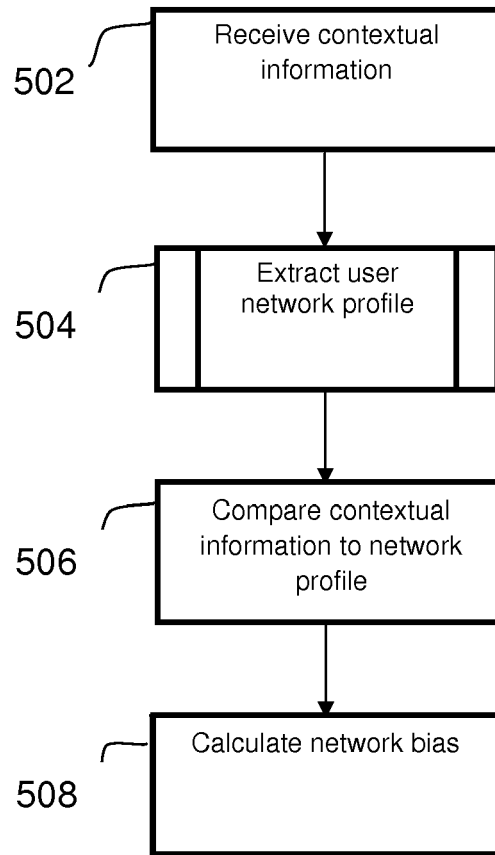 502
Receive contextual
information
504
Extract user
network profile
506
Compare contextual
information to network
profile
508
Calculate network bias